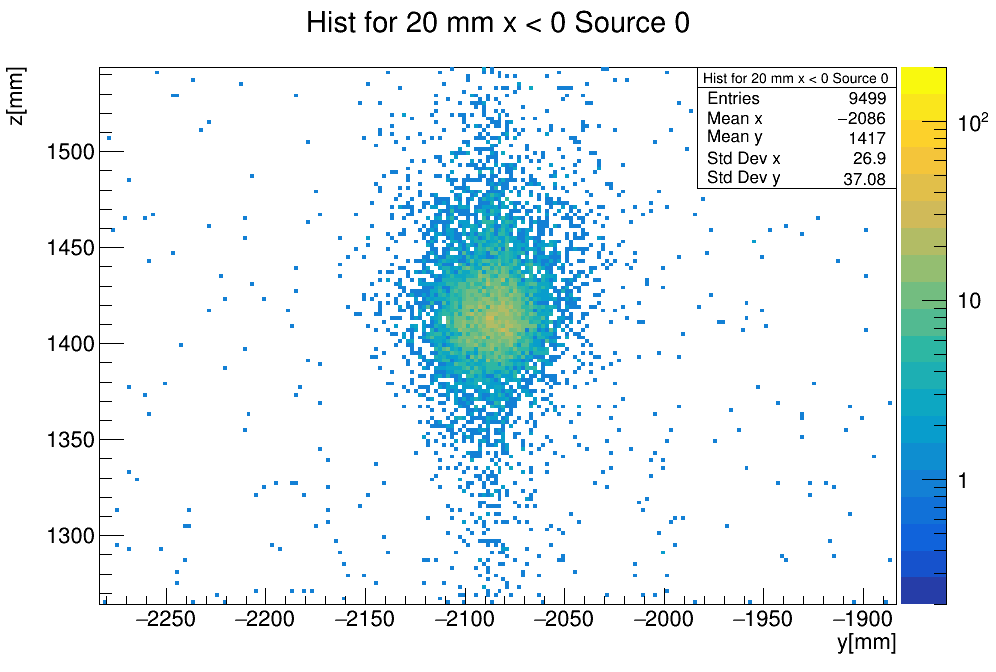 Hist for 20 mm x < 0 Source 0
z[mm]
Hist for 20 mm x < 0 Source 0
Entries 9499
Mean x −2086
Mean y 1417
Std Dev x 26.9
Std Dev y 37.08
10²
10
1
1500
1450
1400
1350
1300
−2250 −2200 −2150 −2100 −2050 −2000 −1950 −1900
y[mm]